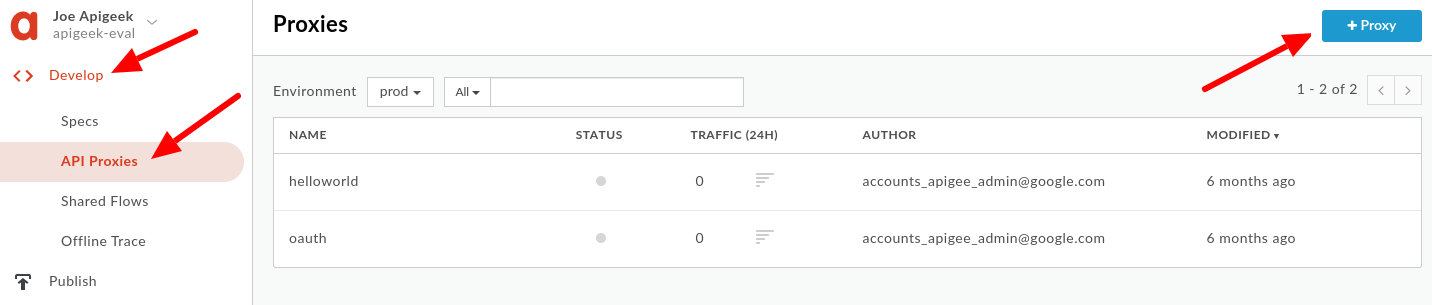 Joe Apigeek
apigeek-eval
Develop
Specs
API Proxies
Shared Flows
Offline Trace
Publish
Proxies
+ Proxy
Environment prod All 1 - 2 of 2
NAME STATUS TRAFFIC (24H) AUTHOR MODIFIED
helloworld 0 accounts_apigee_admin@google.com 6 months ago
oauth 0 accounts_apigee_admin@google.com 6 months ago